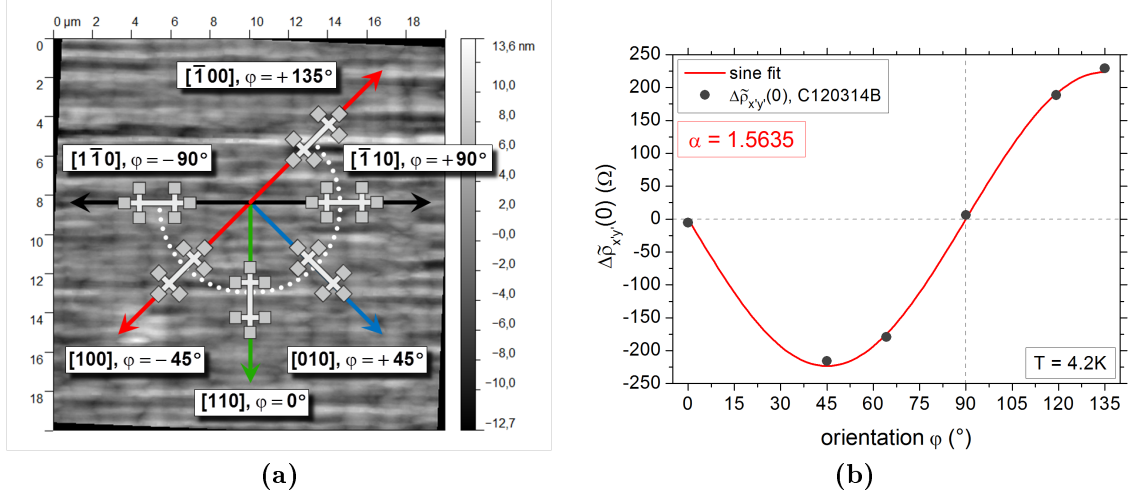 0 µm 2 4 6 8 10 12 14 16 18
0
2
4
6
8
10
12
14
16
18
13,6 nm
10,0
8,0
6,0
4,0
2,0
−0,0
−2,0
−4,0
−6,0
−8,0
−10,0
−12,7
[1̅00], φ = + 135°
[11̅0], φ = − 90°
[1̅10], φ = + 90°
[100], φ = − 45°
[010], φ = + 45°
[110], φ = 0°
(a)
250
200
150
100
50
0
-50
-100
-150
-200
-250
Δρ̃x'y'(0) (Ω)
sine fit
Δρ̃x'y'(0), C120314B
α = 1.5635
T = 4.2K
0 15 30 45 60 75 90 105 120 135
orientation φ (°)
(b)